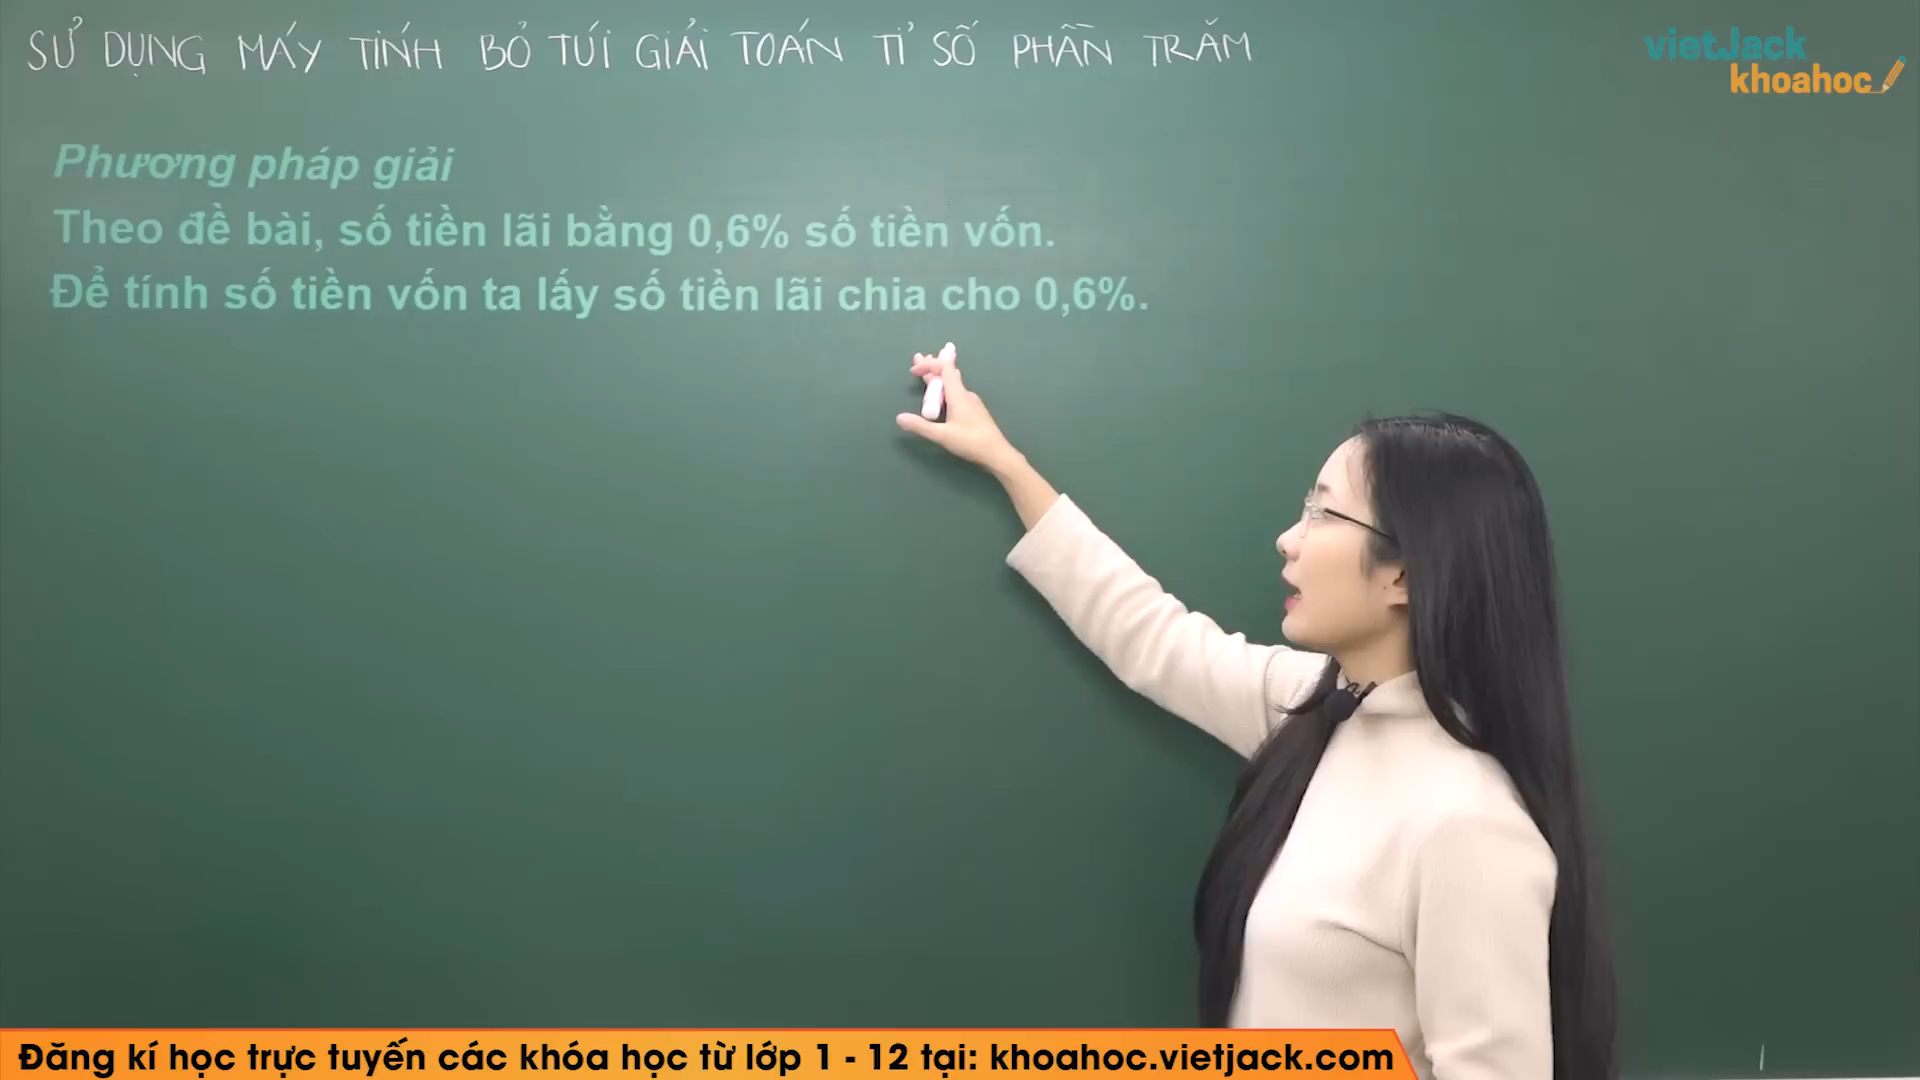 SỬ DỤNG MÁY TÍNH BỎ TÚI GIẢI TOÁN TỈ SỐ PHẦN TRĂM
vietJack
khoahoc
Phương pháp giải
Theo đề bài, số tiền lãi bằng 0,6% số tiền vốn.
Để tính số tiền vốn ta lấy số tiền lãi chia cho 0,6%.
Đăng kí học trực tuyến các khóa học từ lớp 1 - 12 tại: khoahoc.vietjack.com